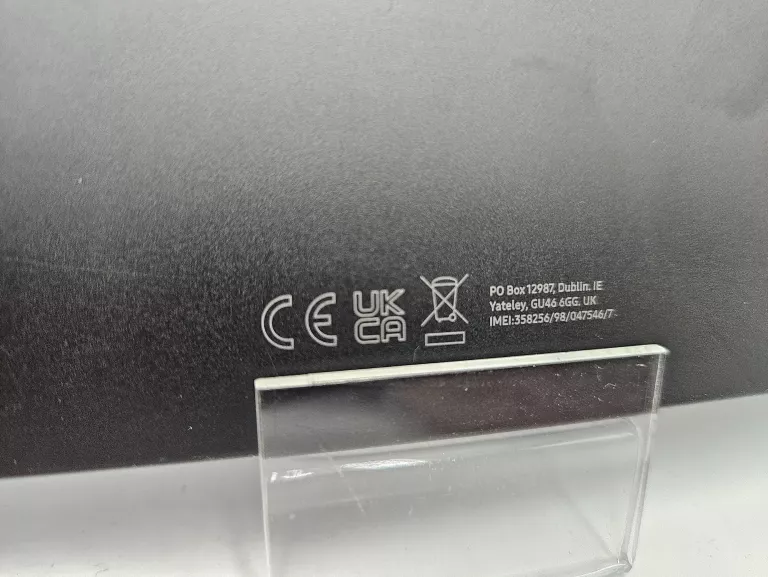 CE
UK
CA
PO Box 12987, Dublin. IE
Yateley, GU46 6GG. UK
IMEI:358256/98/047546/7